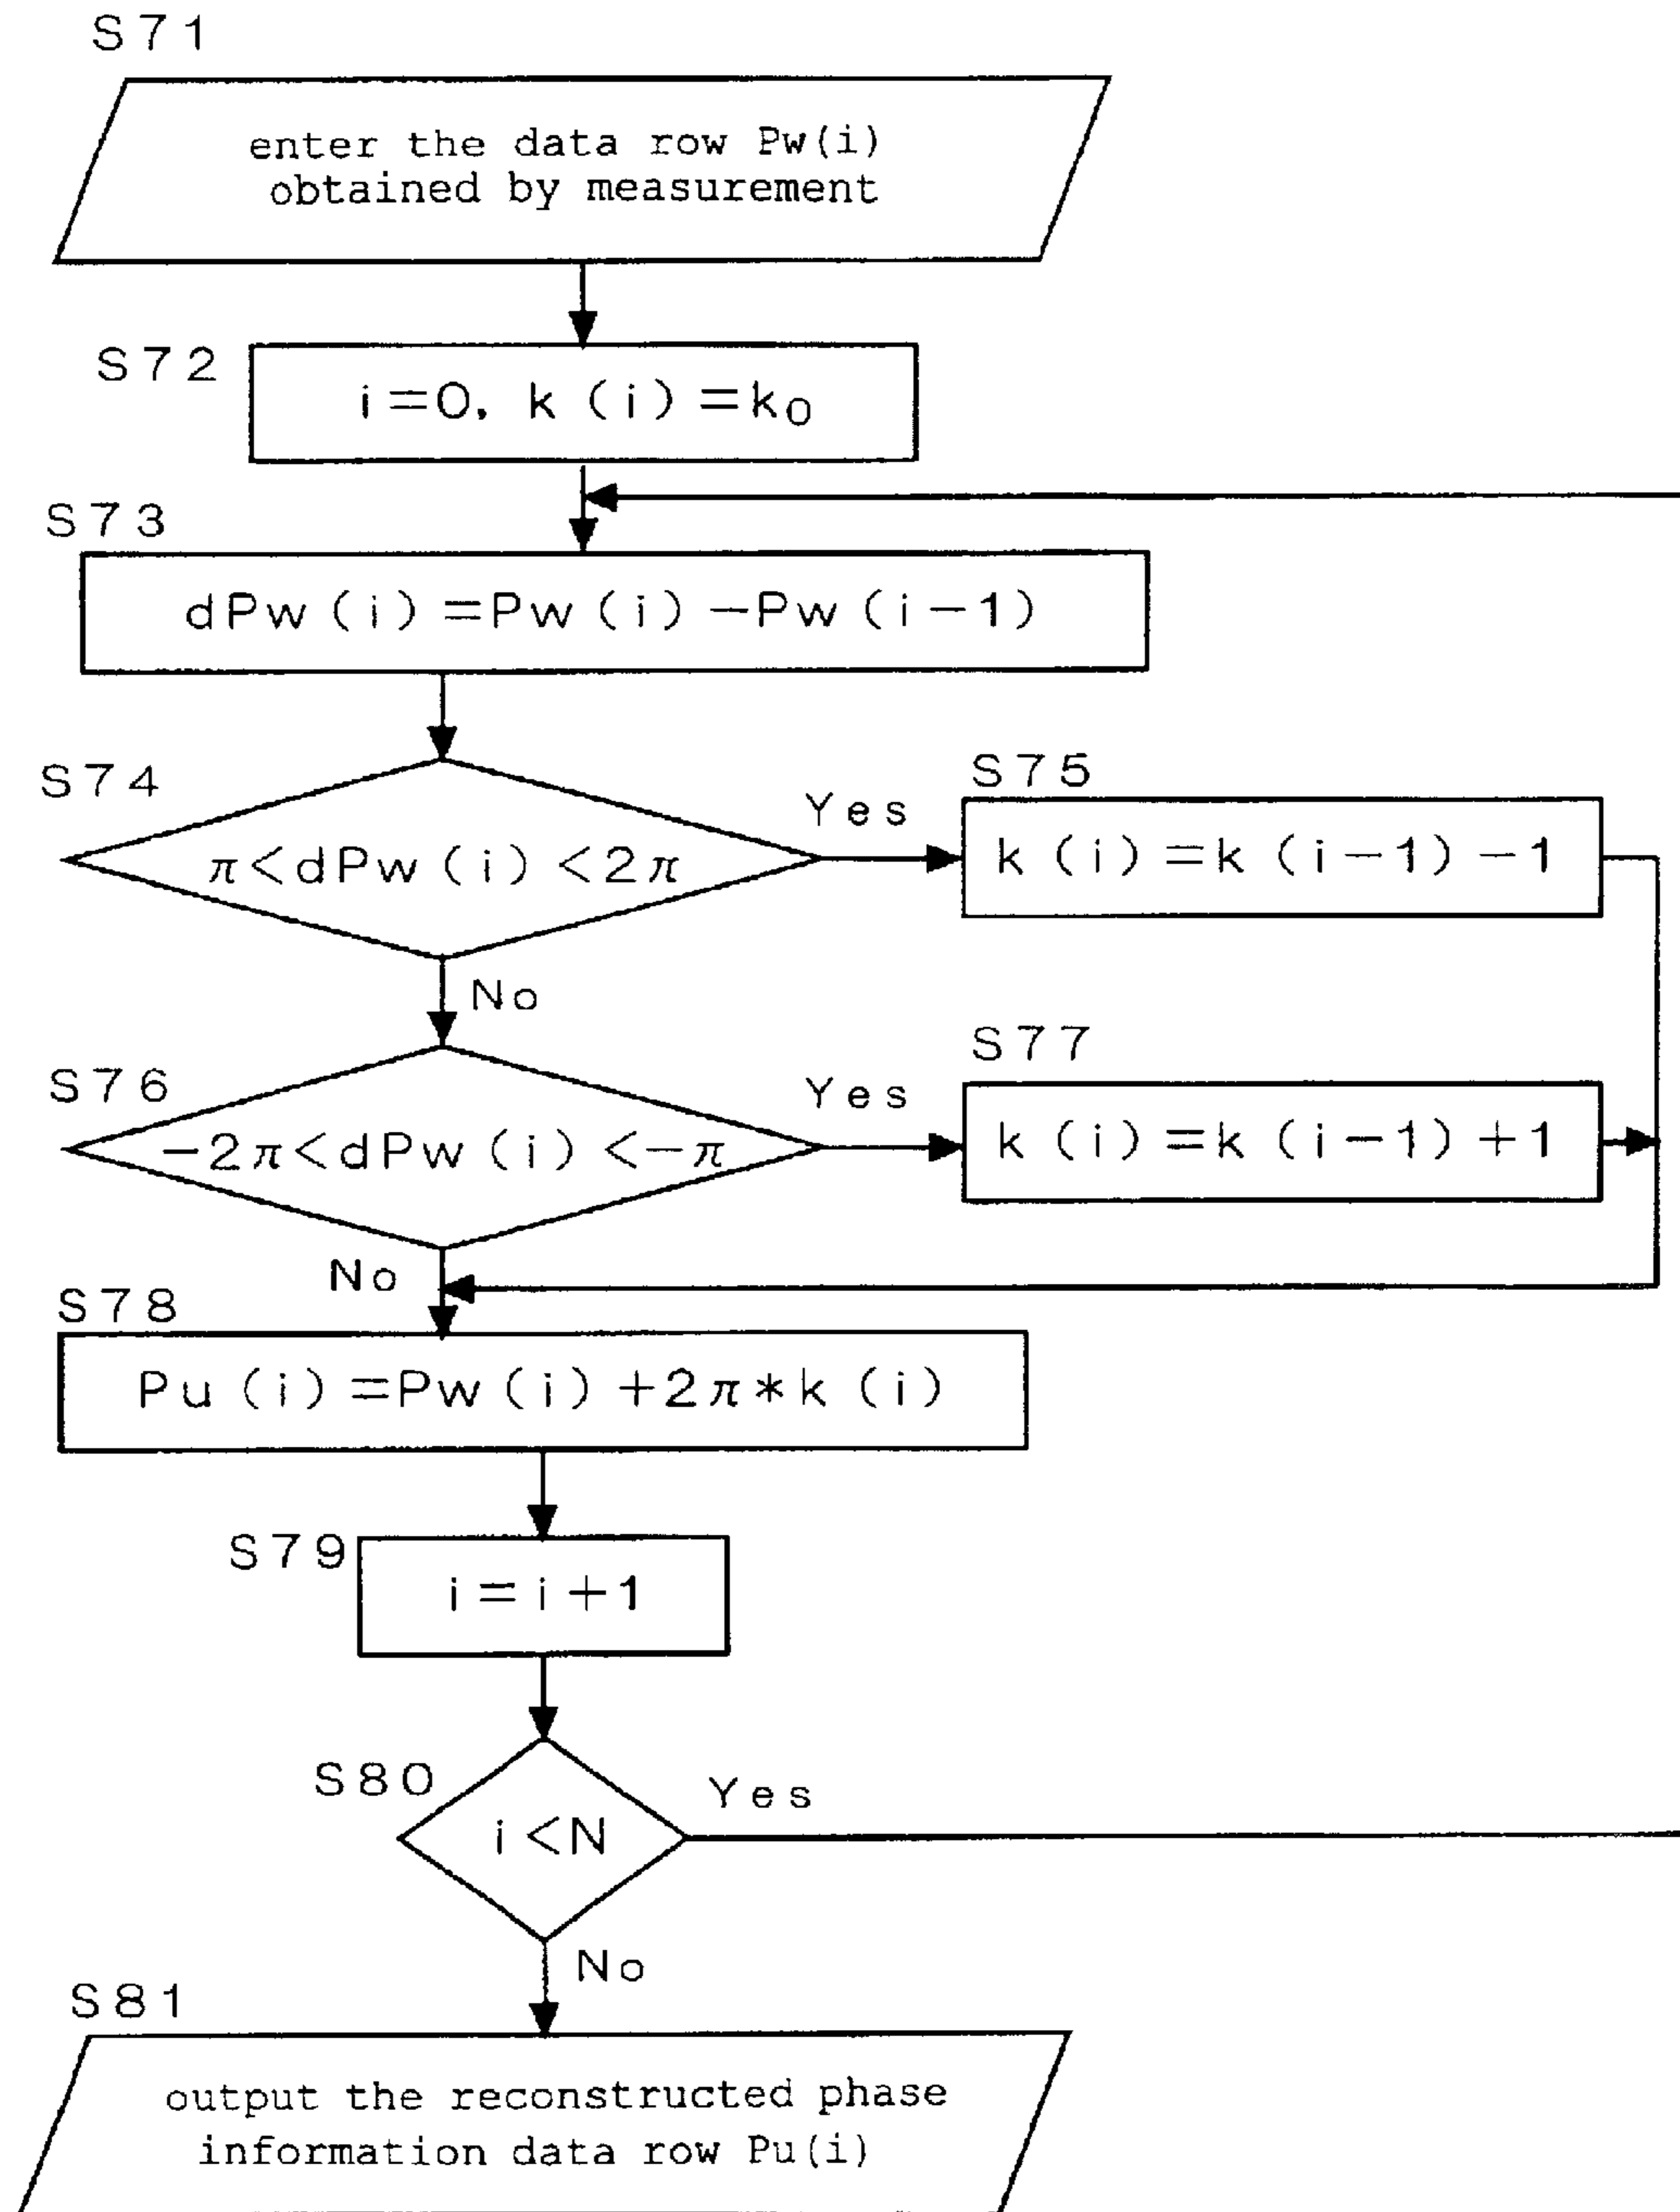 S71
enter the data row Pw(i)
obtained by measurement
S72
i=0, k(i)=k₀
S73
dPw(i)=Pw(i)−Pw(i−1)
S74
π<dPw(i)<2π
Yes
S75
k(i)=k(i−1)−1
No
S76
−2π<dPw(i)<−π
Yes
S77
k(i)=k(i−1)+1
No
S78
Pu(i)=Pw(i)+2π*k(i)
S79
i=i+1
S80
i<N
Yes
No
S81
output the reconstructed phase
information data row Pu(i)